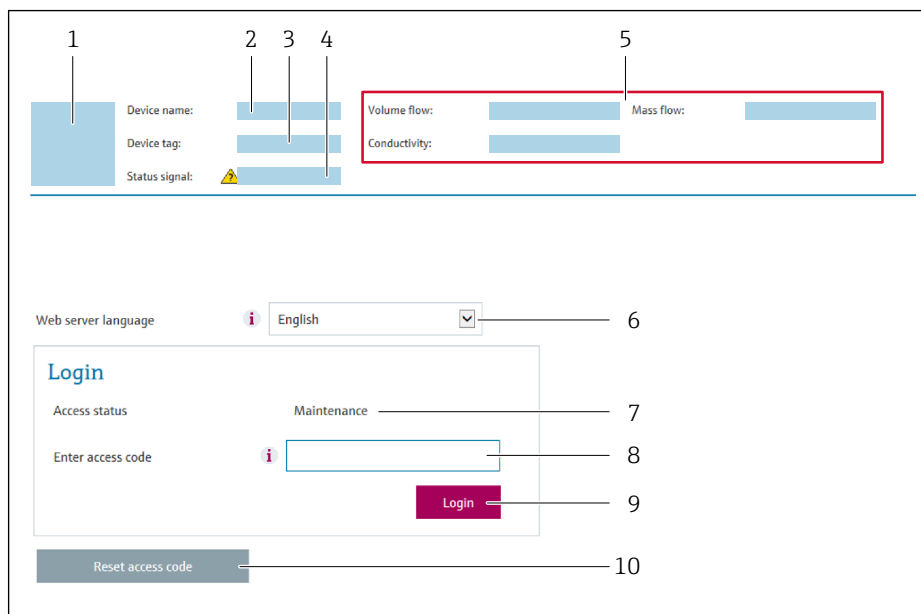 1 2 3 4 5
Device name: Volume flow: Mass flow:
Device tag: Conductivity:
Status signal: ?
Web server language i English 6
Login
Access status Maintenance 7
Enter access code i 8
Login 9
Reset access code 10